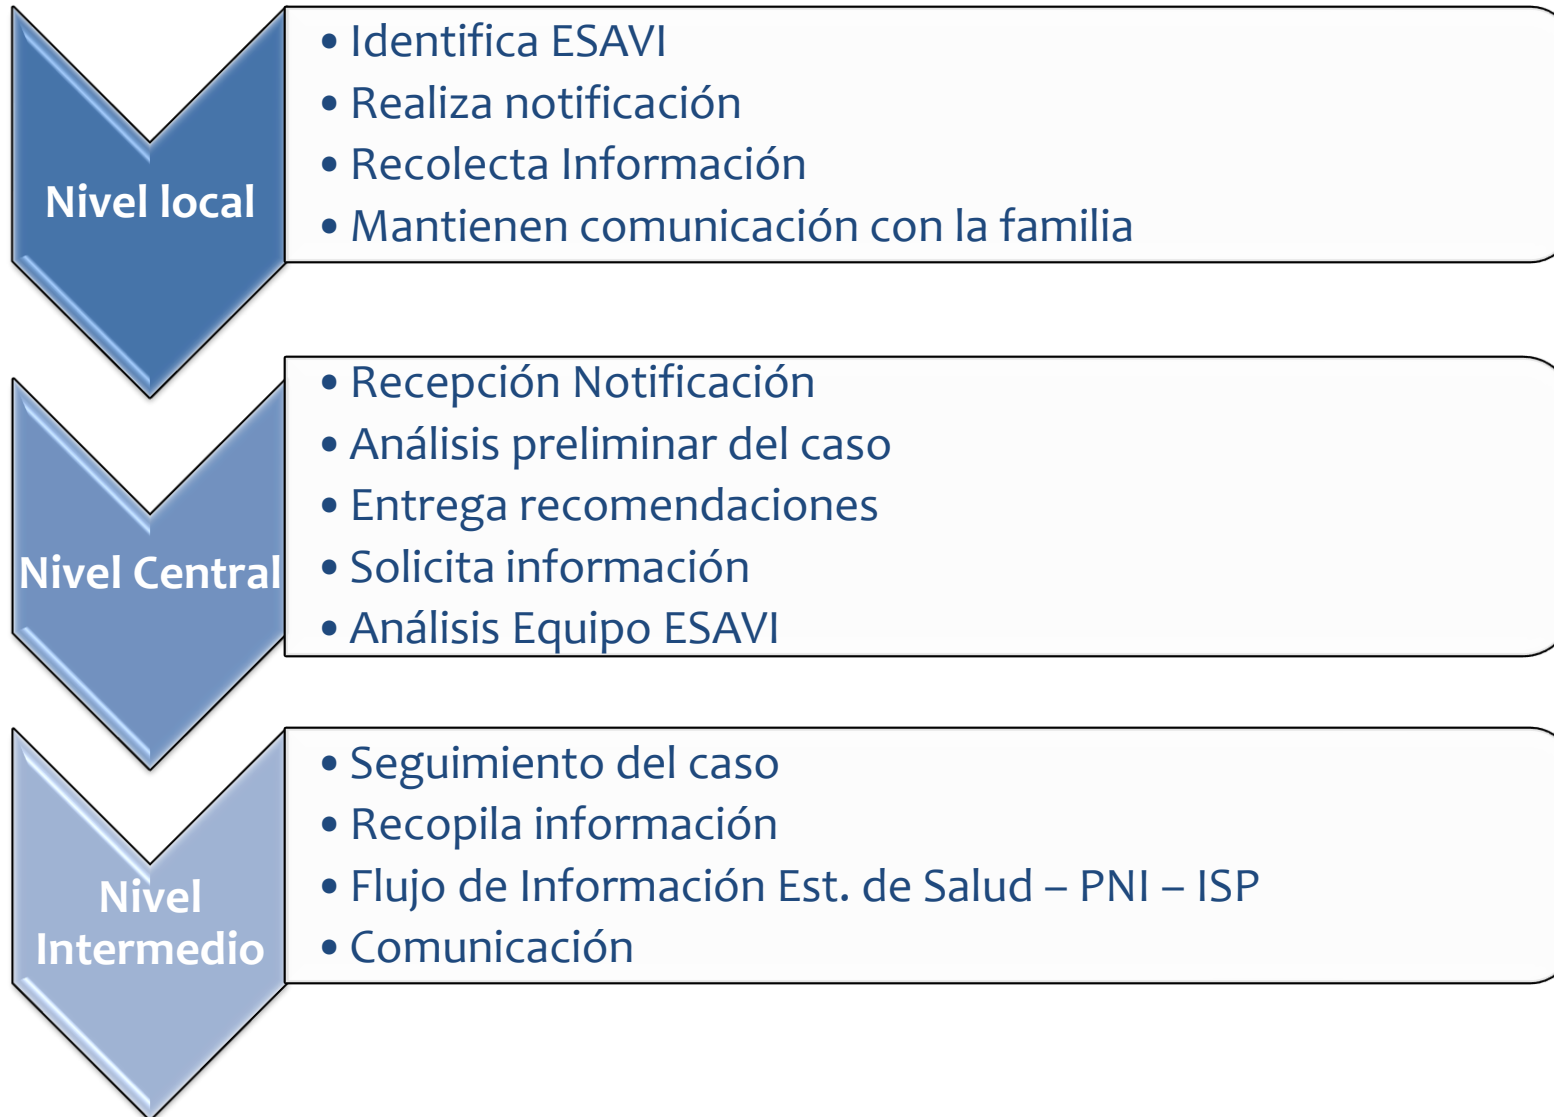 Nivel local
• Identifica ESAVI
• Realiza notificación
• Recolecta Información
• Mantienen comunicación con la familia
Nivel Central
• Recepción Notificación
• Análisis preliminar del caso
• Entrega recomendaciones
• Solicita información
• Análisis Equipo ESAVI
Nivel
Intermedio
• Seguimiento del caso
• Recopila información
• Flujo de Información Est. de Salud – PNI – ISP
• Comunicación